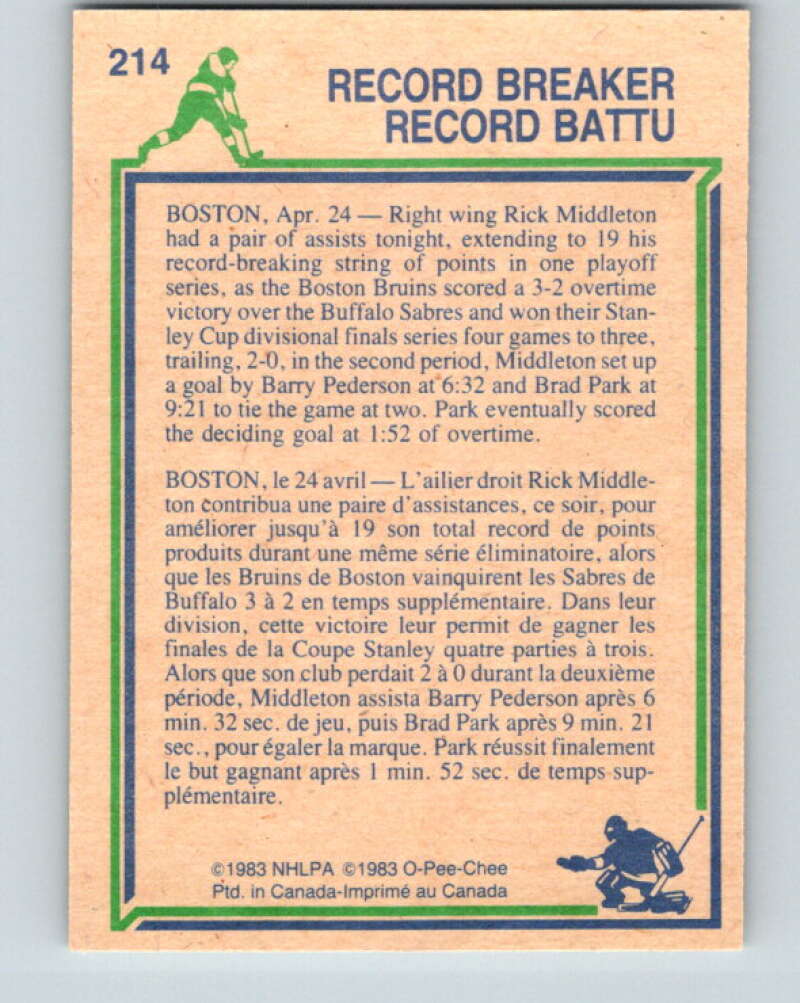 214
RECORD BREAKER
RECORD BATTU
BOSTON, Apr. 24 — Right wing Rick Middleton
had a pair of assists tonight, extending to 19 his
record-breaking string of points in one playoff
series, as the Boston Bruins scored a 3-2 overtime
victory over the Buffalo Sabres and won their Stan-
ley Cup divisional finals series four games to three,
trailing, 2-0, in the second period, Middleton set up
a goal by Barry Pederson at 6:32 and Brad Park at
9:21 to tie the game at two. Park eventually scored
the deciding goal at 1:52 of overtime.
BOSTON, le 24 avril — L'ailier droit Rick Middle-
ton contribua une paire d'assistances, ce soir, pour
améliorer jusqu'à 19 son total record de points
produits durant une même série éliminatoire, alors
que les Bruins de Boston vainquirent les Sabres de
Buffalo 3 à 2 en temps supplémentaire. Dans leur
division, cette victoire leur permit de gagner les
finales de la Coupe Stanley quatre parties à trois.
Alors que son club perdait 2 à 0 durant la deuxième
période, Middleton assista Barry Pederson après 6
min. 32 sec. de jeu, puis Brad Park après 9 min. 21
sec., pour égaler la marque. Park réussit finalement
le but gagnant après 1 min. 52 sec. de temps sup-
plémentaire.
©1983 NHLPA ©1983 O-Pee-Chee
Ptd. in Canada-Imprimé au Canada